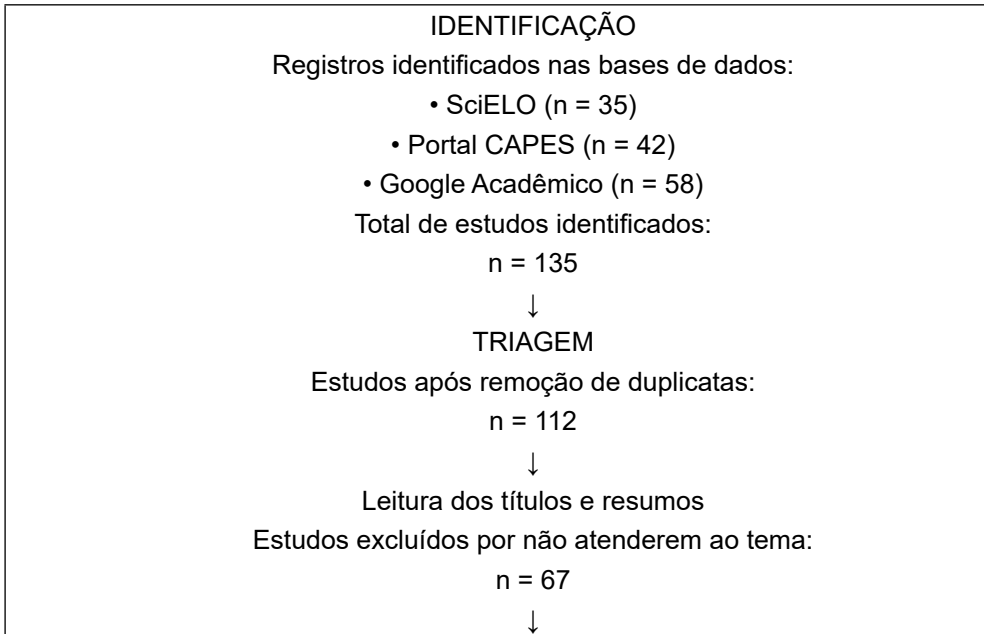 IDENTIFICAÇÃO
Registros identificados nas bases de dados:
• SciELO (n = 35)
• Portal CAPES (n = 42)
• Google Acadêmico (n = 58)
Total de estudos identificados:
n = 135
↓
TRIAGEM
Estudos após remoção de duplicatas:
n = 112
↓
Leitura dos títulos e resumos
Estudos excluídos por não atenderem ao tema:
n = 67
↓